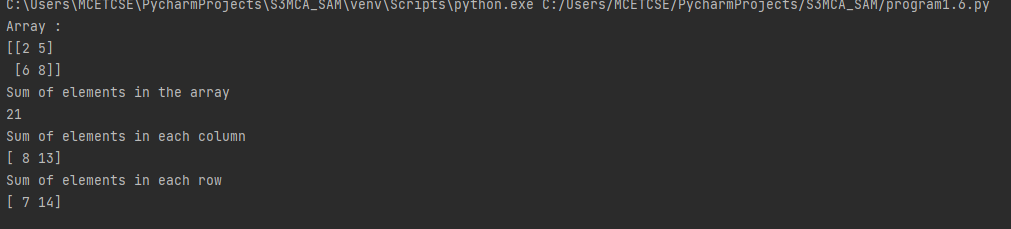 C:\Users\MCETCSE\PycharmProjects\S3MCA_SAM\venv\Scripts\python.exe C:/Users/MCETCSE/PycharmProjects/S3MCA_SAM/program1.6.py
Array :
[[2 5]
 [6 8]]
Sum of elements in the array
21
Sum of elements in each column
[ 8 13]
Sum of elements in each row
[ 7 14]